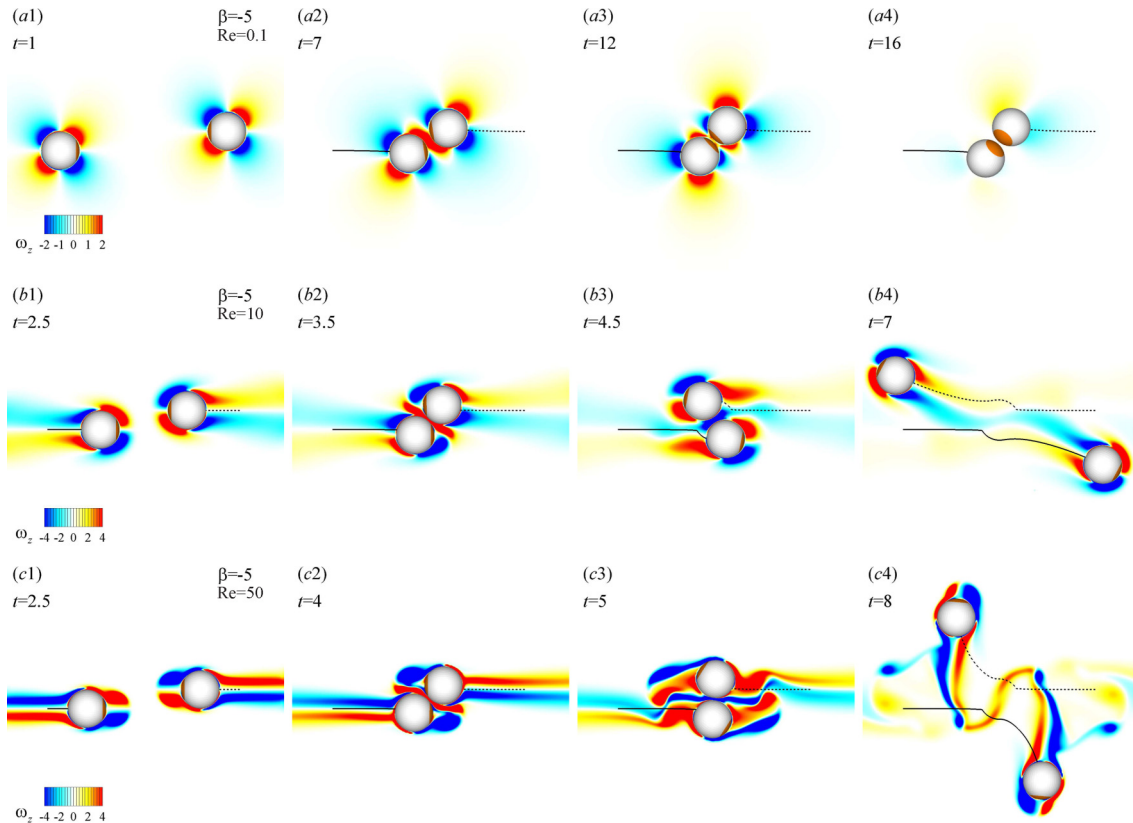 (a1) β=-5 (a2) (a3) (a4)
t=1 Re=0.1 t=7 t=12 t=16
ω_z -2 -1 0 1 2
(b1) β=-5 (b2) (b3) (b4)
t=2.5 Re=10 t=3.5 t=4.5 t=7
ω_z -4 -2 0 2 4
(c1) β=-5 (c2) (c3) (c4)
t=2.5 Re=50 t=4 t=5 t=8
ω_z -4 -2 0 2 4